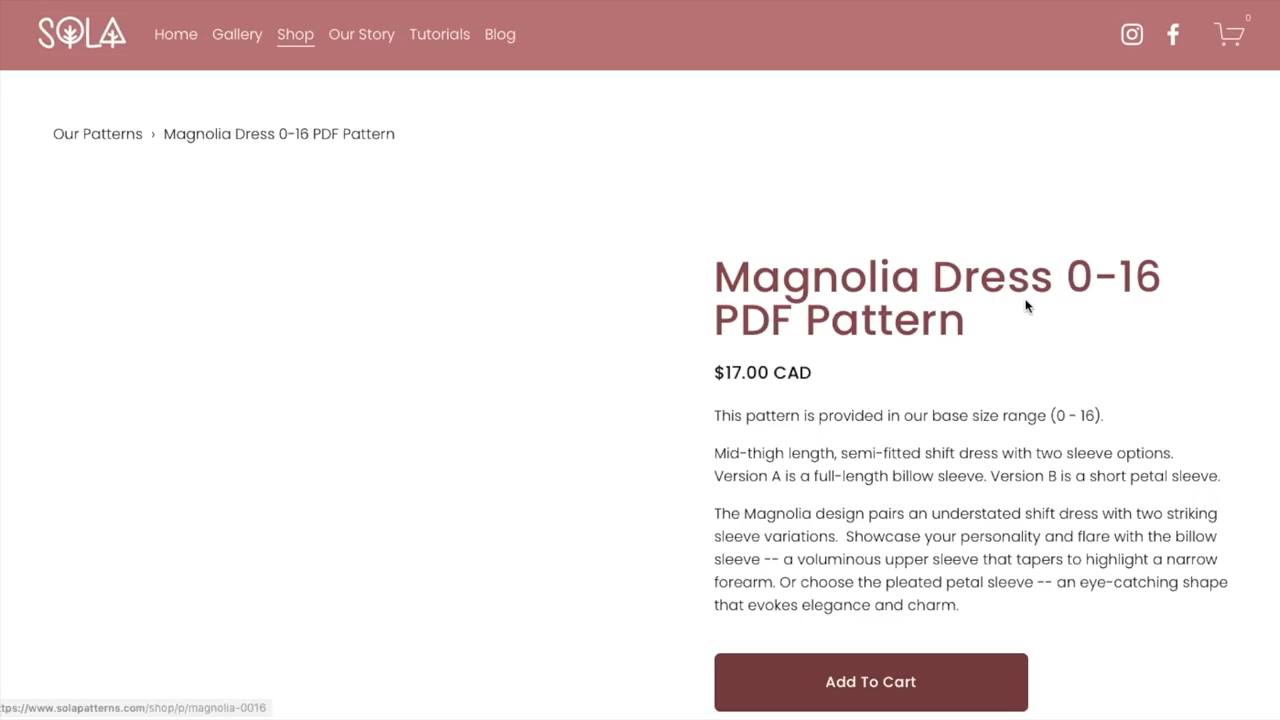 SOLA
Home Gallery Shop Our Story Tutorials Blog
0
Our Patterns › Magnolia Dress 0-16 PDF Pattern
Magnolia Dress 0-16
PDF Pattern
$17.00 CAD
This pattern is provided in our base size range (0 - 16).
Mid-thigh length, semi-fitted shift dress with two sleeve options.
Version A is a full-length billow sleeve. Version B is a short petal sleeve.
The Magnolia design pairs an understated shift dress with two striking
sleeve variations.  Showcase your personality and flare with the billow
sleeve -- a voluminous upper sleeve that tapers to highlight a narrow
forearm. Or choose the pleated petal sleeve -- an eye-catching shape
that evokes elegance and charm.
Add To Cart
ttps://www.solapatterns.com/shop/p/magnolia-0016